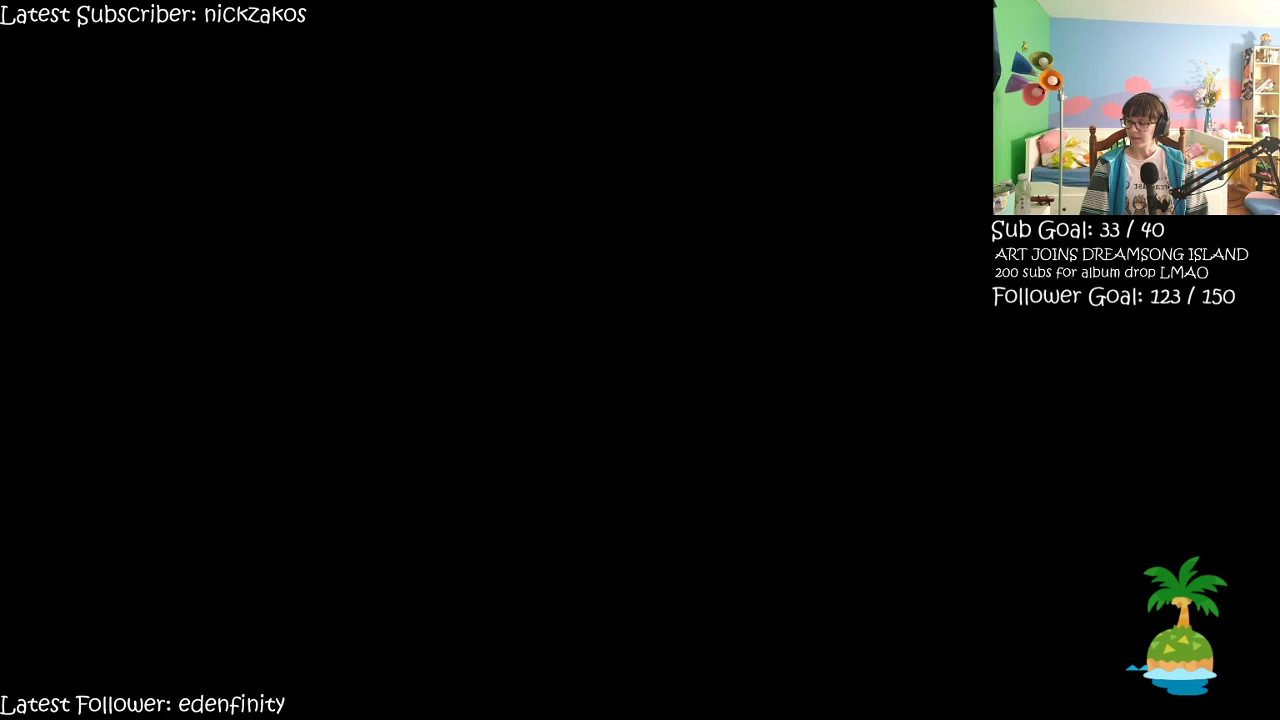 Latest Subscriber: nickzakos
Sub Goal: 33 / 40
ART JOINS DREAMSONG ISLAND
200 subs for album drop LMAO
Follower Goal: 123 / 150
Latest Follower: edenfinity